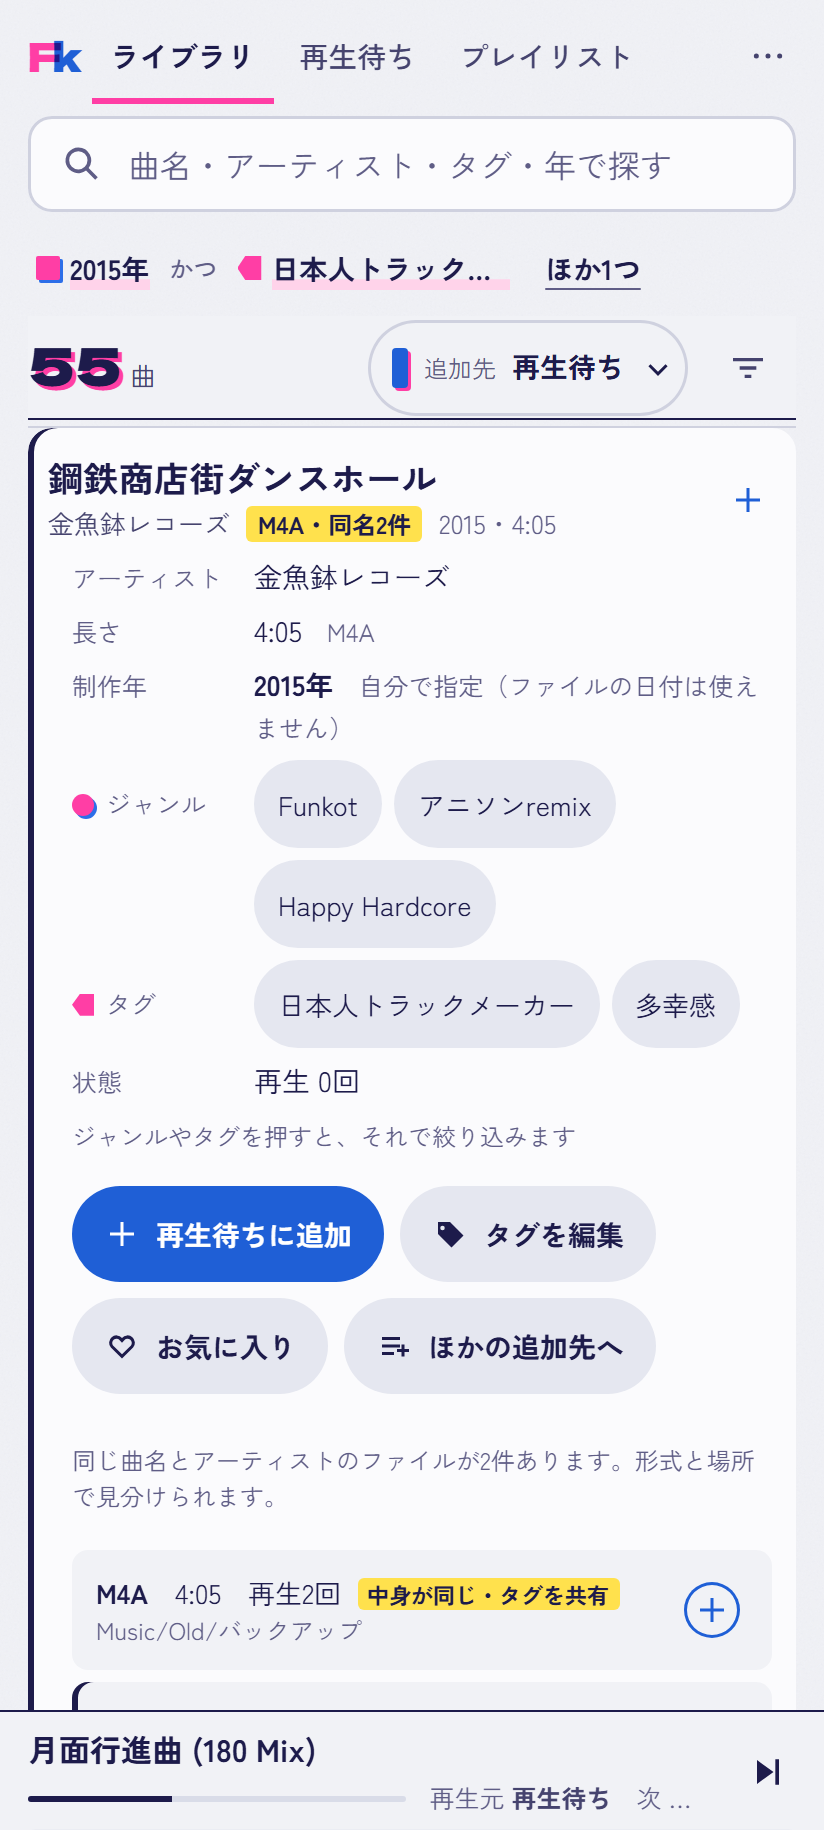 Fk ライブラリ 再生待ち プレイリスト
曲名・アーティスト・タグ・年で探す
2015年 かつ 日本人トラック... ほか1つ
55 曲 追加先 再生待ち
鋼鉄商店街ダンスホール
金魚鉢レコーズ M4A・同名2件 2015・4:05
アーティスト 金魚鉢レコーズ
長さ 4:05 M4A
制作年 2015年 自分で指定（ファイルの日付は使え
ません）
ジャンル Funkot アニソンremix
Happy Hardcore
タグ 日本人トラックメーカー 多幸感
状態 再生 0回
ジャンルやタグを押すと、それで絞り込みます
再生待ちに追加 タグを編集
お気に入り ほかの追加先へ
同じ曲名とアーティストのファイルが2件あります。形式と場所
で見分けられます。
M4A 4:05 再生2回 中身が同じ・タグを共有
Music/Old/バックアップ
月面行進曲 (180 Mix)
再生元 再生待ち 次 ...